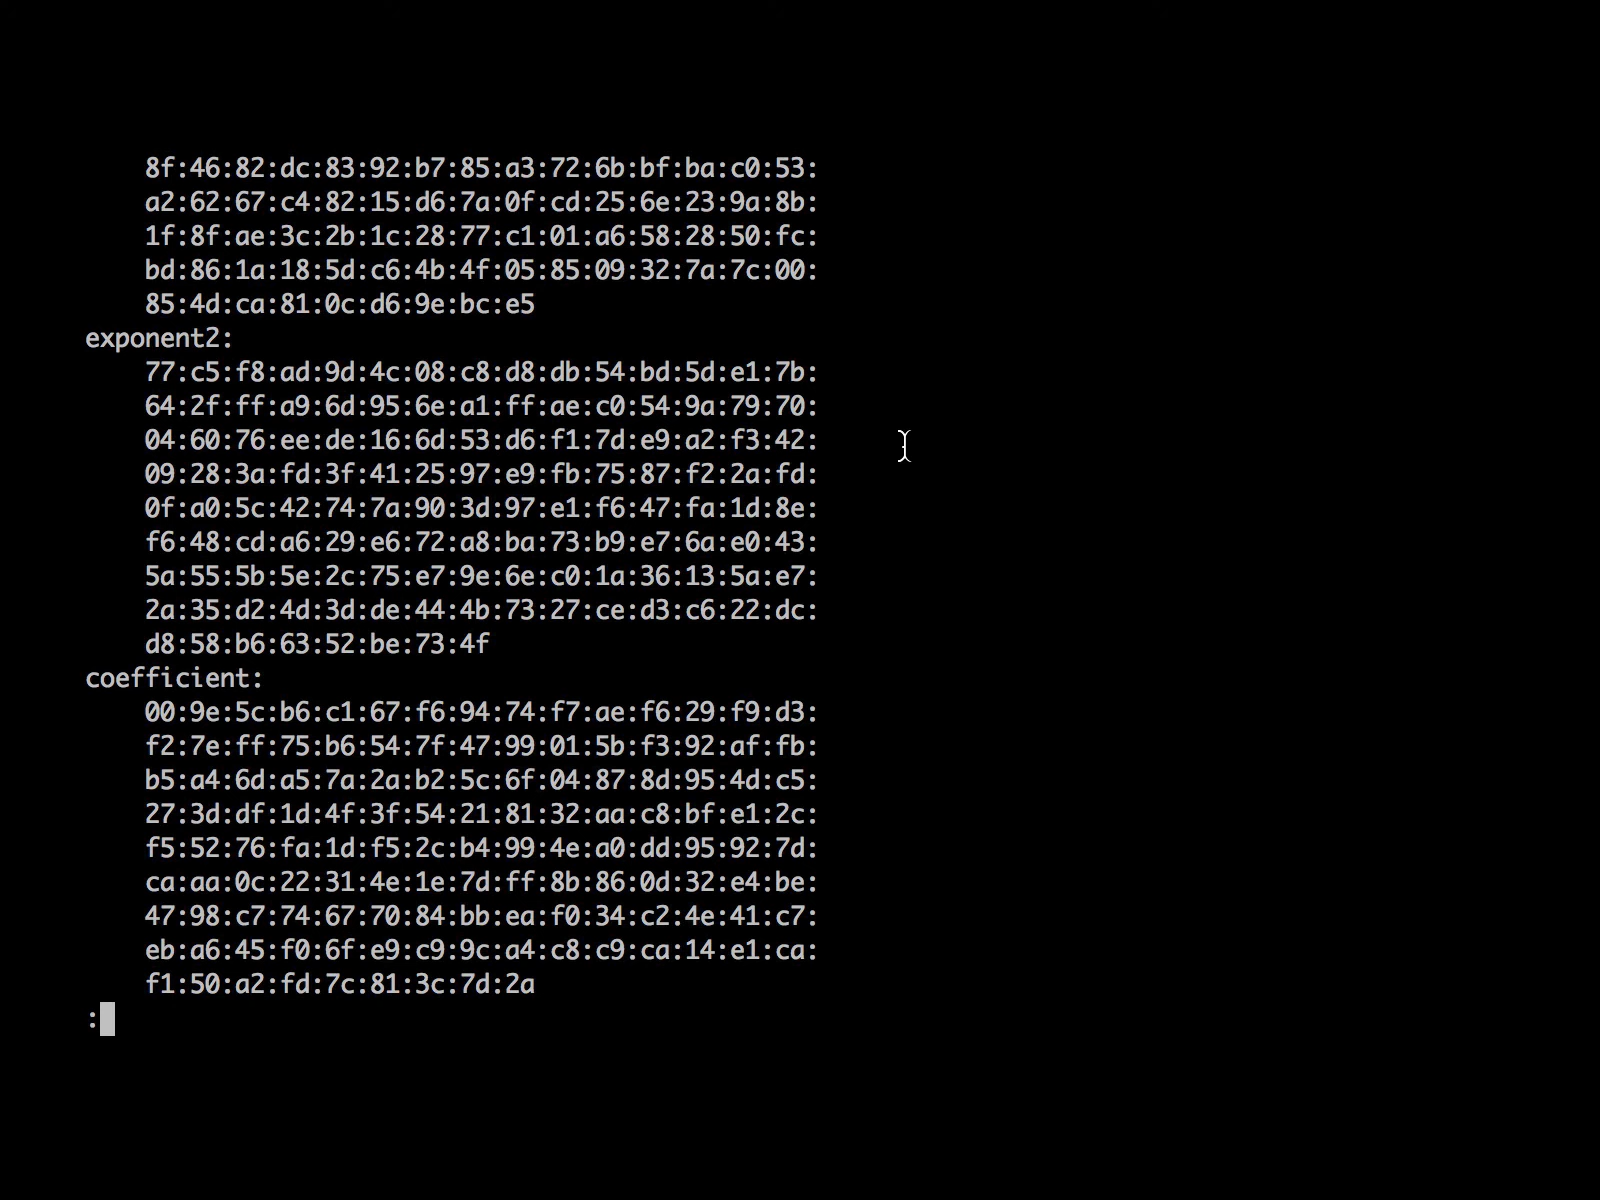 8f:46:82:dc:83:92:b7:85:a3:72:6b:bf:ba:c0:53:
a2:62:67:c4:82:15:d6:7a:0f:cd:25:6e:23:9a:8b:
1f:8f:ae:3c:2b:1c:28:77:c1:01:a6:58:28:50:fc:
bd:86:1a:18:5d:c6:4b:4f:05:85:09:32:7a:7c:00:
85:4d:ca:81:0c:d6:9e:bc:e5
exponent2:
77:c5:f8:ad:9d:4c:08:c8:d8:db:54:bd:5d:e1:7b:
64:2f:ff:a9:6d:95:6e:a1:ff:ae:c0:54:9a:79:70:
04:60:76:ee:de:16:6d:53:d6:f1:7d:e9:a2:f3:42:
09:28:3a:fd:3f:41:25:97:e9:fb:75:87:f2:2a:fd:
0f:a0:5c:42:74:7a:90:3d:97:e1:f6:47:fa:1d:8e:
f6:48:cd:a6:29:e6:72:a8:ba:73:b9:e7:6a:e0:43:
5a:55:5b:5e:2c:75:e7:9e:6e:c0:1a:36:13:5a:e7:
2a:35:d2:4d:3d:de:44:4b:73:27:ce:d3:c6:22:dc:
d8:58:b6:63:52:be:73:4f
coefficient:
00:9e:5c:b6:c1:67:f6:94:74:f7:ae:f6:29:f9:d3:
f2:7e:ff:75:b6:54:7f:47:99:01:5b:f3:92:af:fb:
b5:a4:6d:a5:7a:2a:b2:5c:6f:04:87:8d:95:4d:c5:
27:3d:df:1d:4f:3f:54:21:81:32:aa:c8:bf:e1:2c:
f5:52:76:fa:1d:f5:2c:b4:99:4e:a0:dd:95:92:7d:
ca:aa:0c:22:31:4e:1e:7d:ff:8b:86:0d:32:e4:be:
47:98:c7:74:67:70:84:bb:ea:f0:34:c2:4e:41:c7:
eb:a6:45:f0:6f:e9:c9:9c:a4:c8:c9:ca:14:e1:ca:
f1:50:a2:fd:7c:81:3c:7d:2a
: